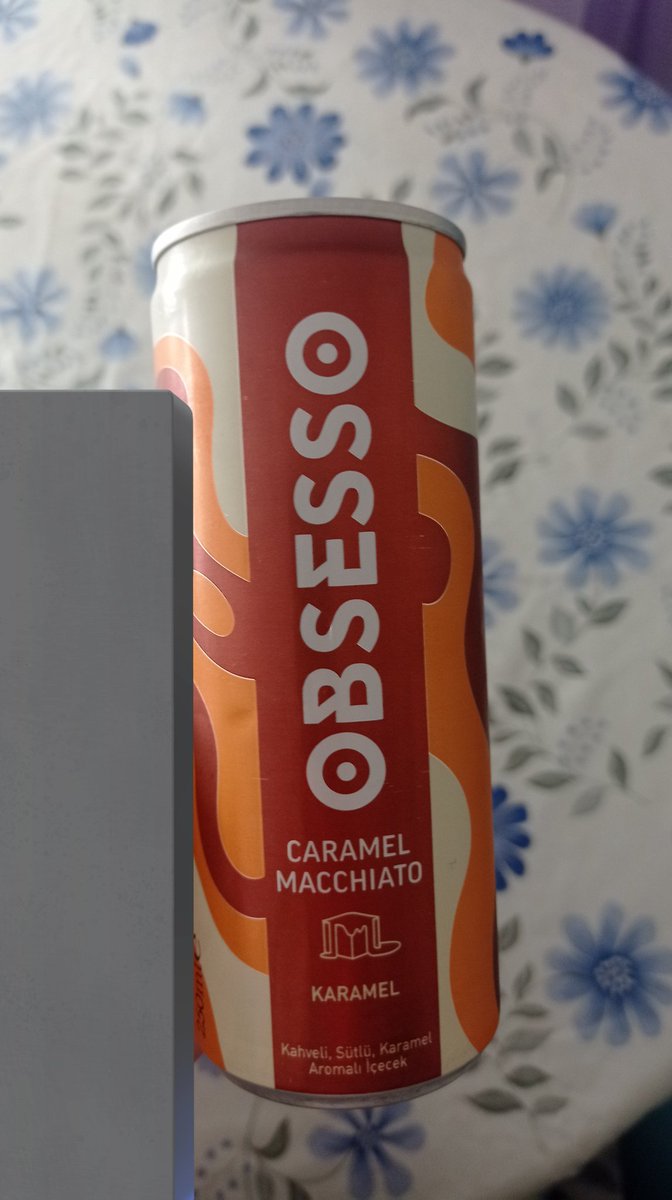 OBSESSO
CARAMEL
MACCHIATO
KARAMEL
Kahveli, Sütlü, Karamel
Aromalı İçecek